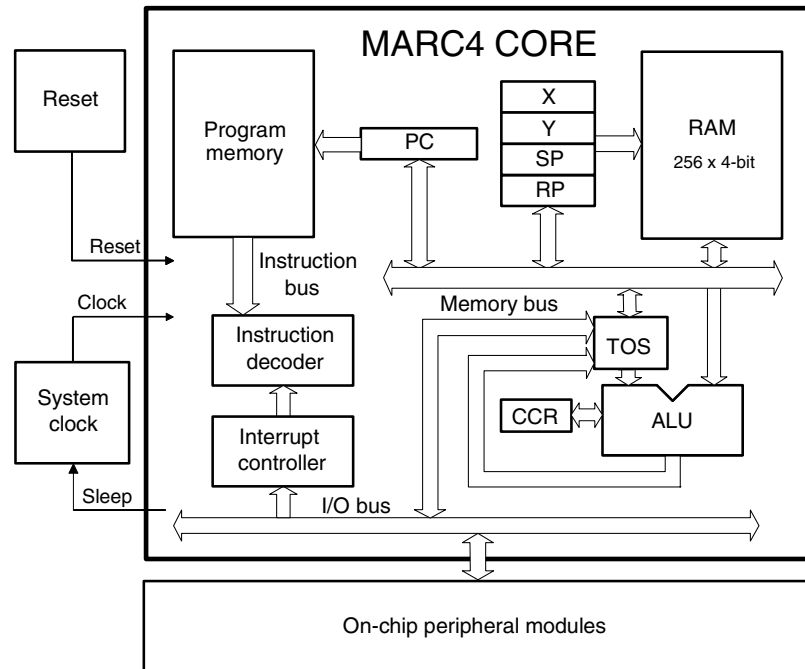 MARC4 CORE
Reset
Program
memory
PC
X
Y
SP
RP
RAM
256 x 4-bit
Reset
Instruction
bus
Clock
Memory bus
Instruction
decoder
TOS
System
clock
CCR
ALU
Interrupt
controller
Sleep
I/O bus
On-chip peripheral modules